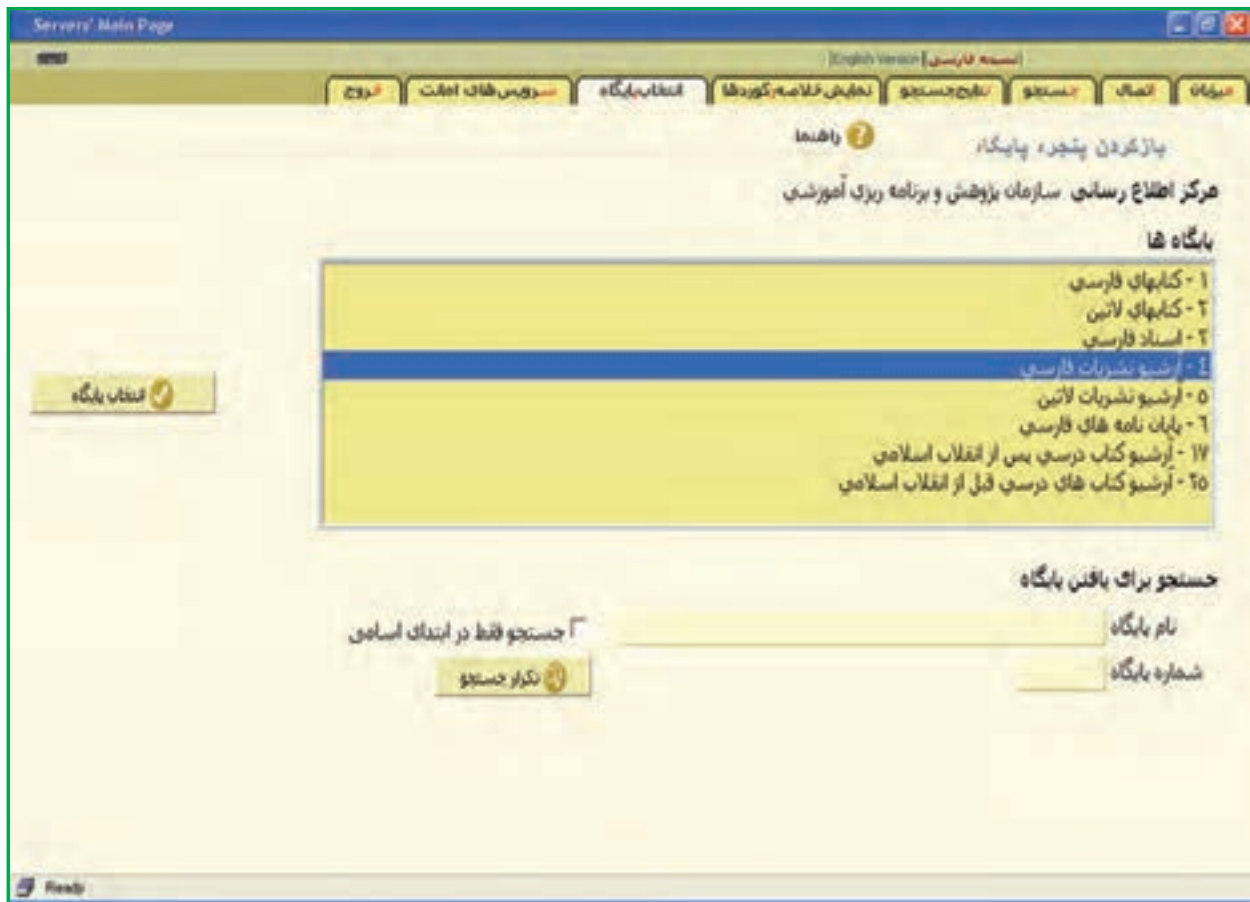 Servers' Main Page
English Version | نسخه فارسی
میزبان اتصال جستجو نتایج جستجو نمایش خلاصه رکوردها انتخاب پایگاه سرویس های امانت خروج
بازکردن پنجره پایگاه راهنما
مرکز اطلاع رسانی سازمان پژوهش و برنامه ریزی آموزشی
پایگاه ها
۱ - کتابهای فارسی
۲ - کتابهای لاتین
۳ - اسناد فارسی
٤ - آرشیو نشریات فارسی
۵ - آرشیو نشریات لاتین
٦ - پایان نامه های فارسی
۱۷ - آرشیو کتاب درسی پس از انقلاب اسلامی
۲۵ - آرشیو کتاب های درسی قبل از انقلاب اسلامی
انتخاب پایگاه
جستجو برای یافتن پایگاه
نام پایگاه جستجو فقط در ابتدای اسامی
شماره پایگاه تکرار جستجو
Ready